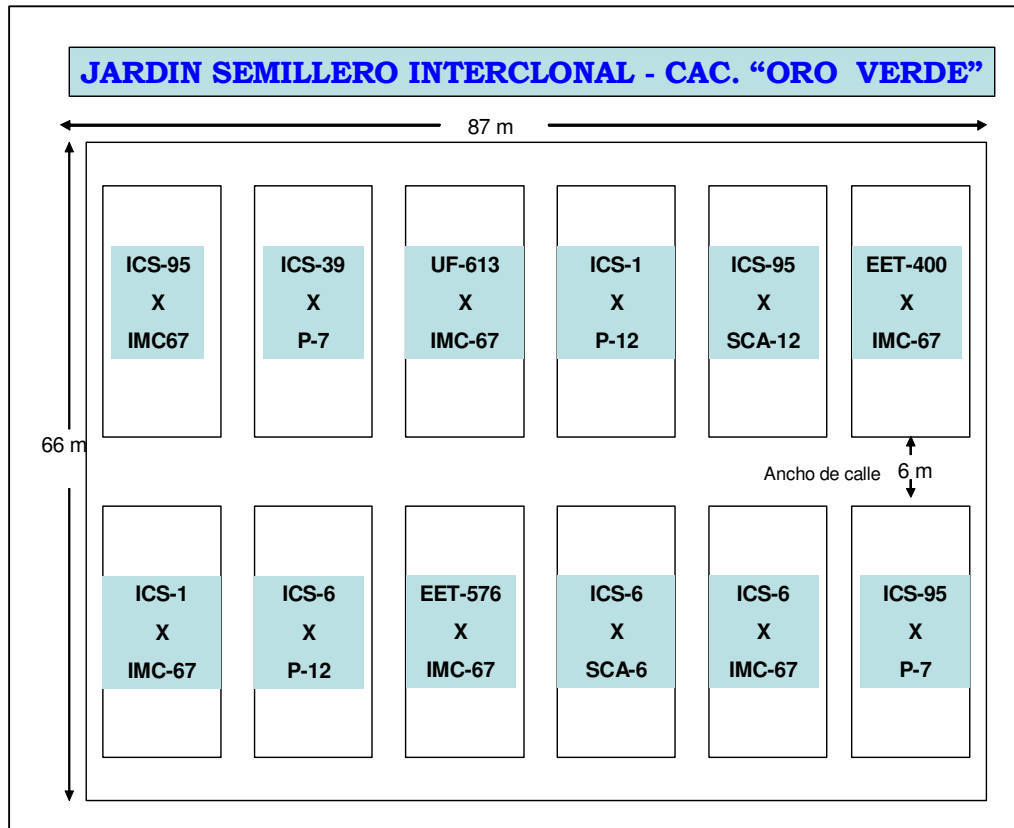 JARDIN SEMILLERO INTERCLONAL - CAC. “ORO VERDE”
87 m
ICS-95
X
IMC67
ICS-39
X
P-7
UF-613
X
IMC-67
ICS-1
X
P-12
ICS-95
X
SCA-12
EET-400
X
IMC-67
66 m
Ancho de calle 6 m
ICS-1
X
IMC-67
ICS-6
X
P-12
EET-576
X
IMC-67
ICS-6
X
SCA-6
ICS-6
X
IMC-67
ICS-95
X
P-7